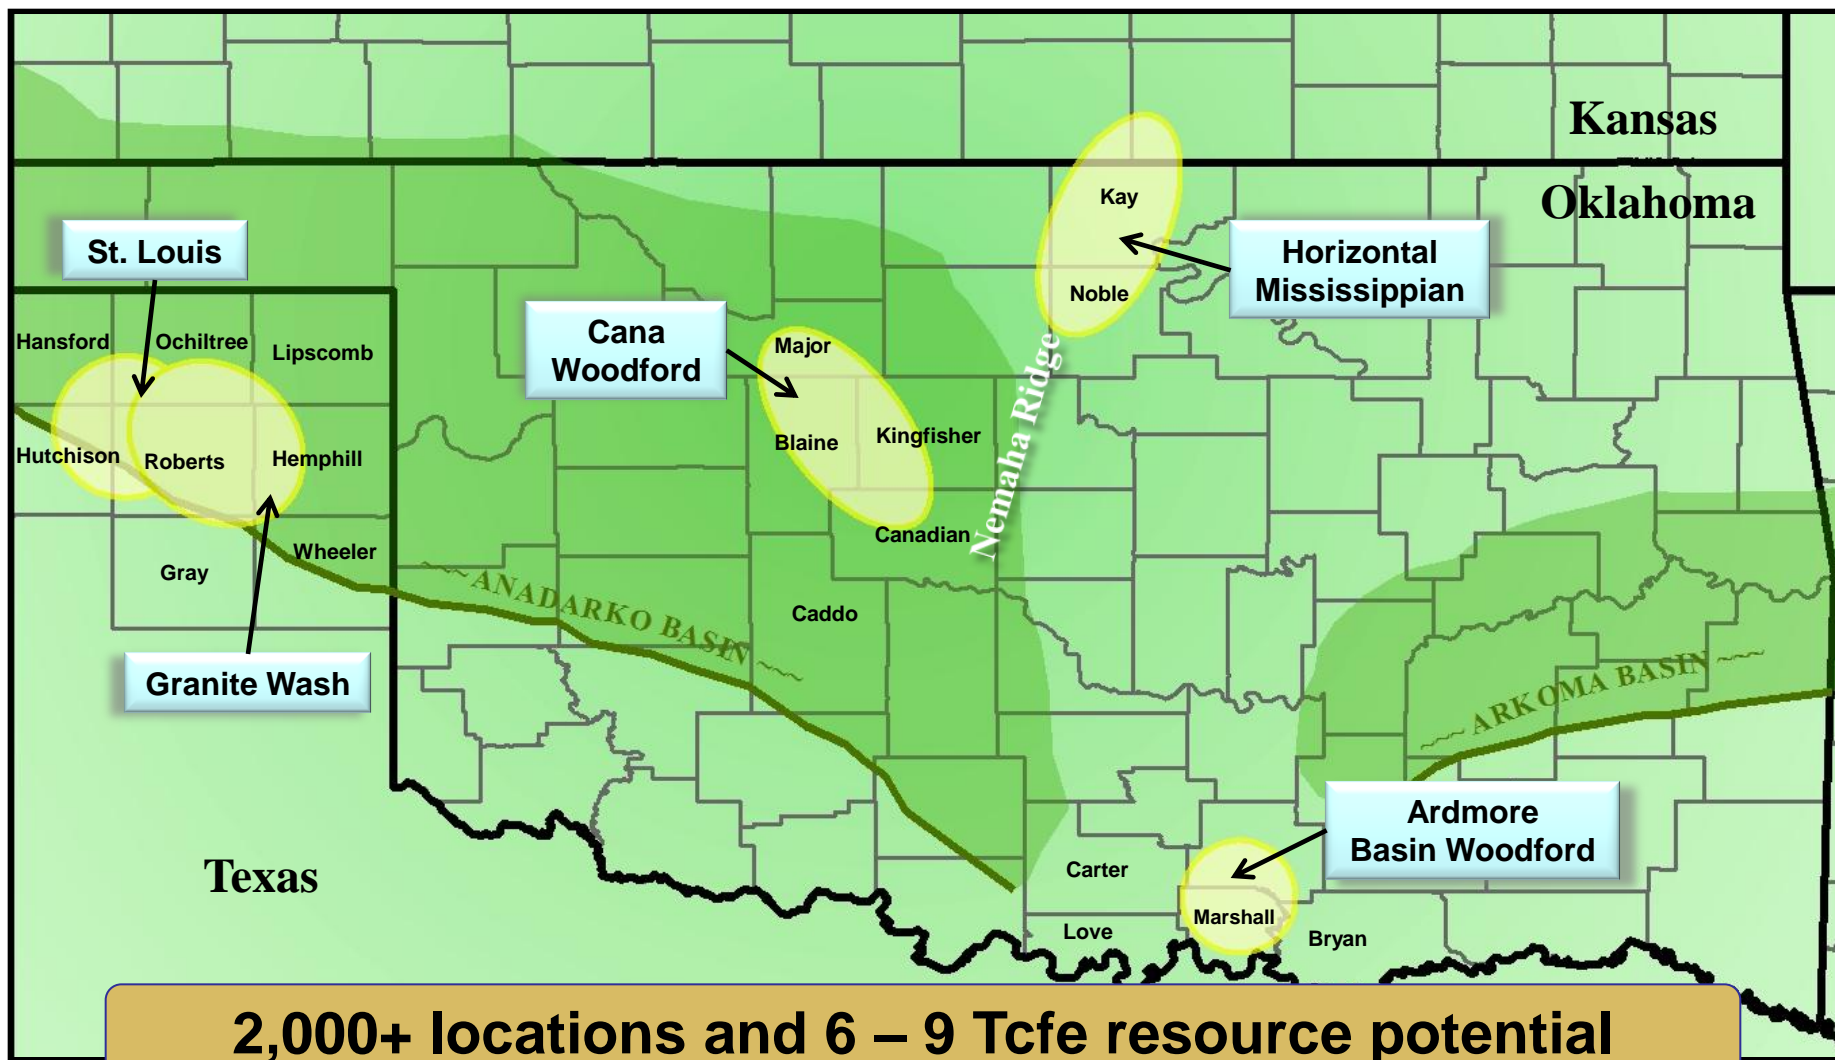 Kansas
Oklahoma
Kay
St. Louis
Horizontal
Mississippian
Noble
Cana
Woodford
Hansford
Ochiltree
Lipscomb
Major
Nemaha Ridge
Hutchison
Roberts
Hemphill
Blaine
Kingfisher
Canadian
Wheeler
Gray
ANADARKO BASIN
Caddo
Granite Wash
ARKOMA BASIN
Ardmore
Basin Woodford
Texas
Carter
Marshall
Love
Bryan
2,000+ locations and 6 – 9 Tcfe resource potential